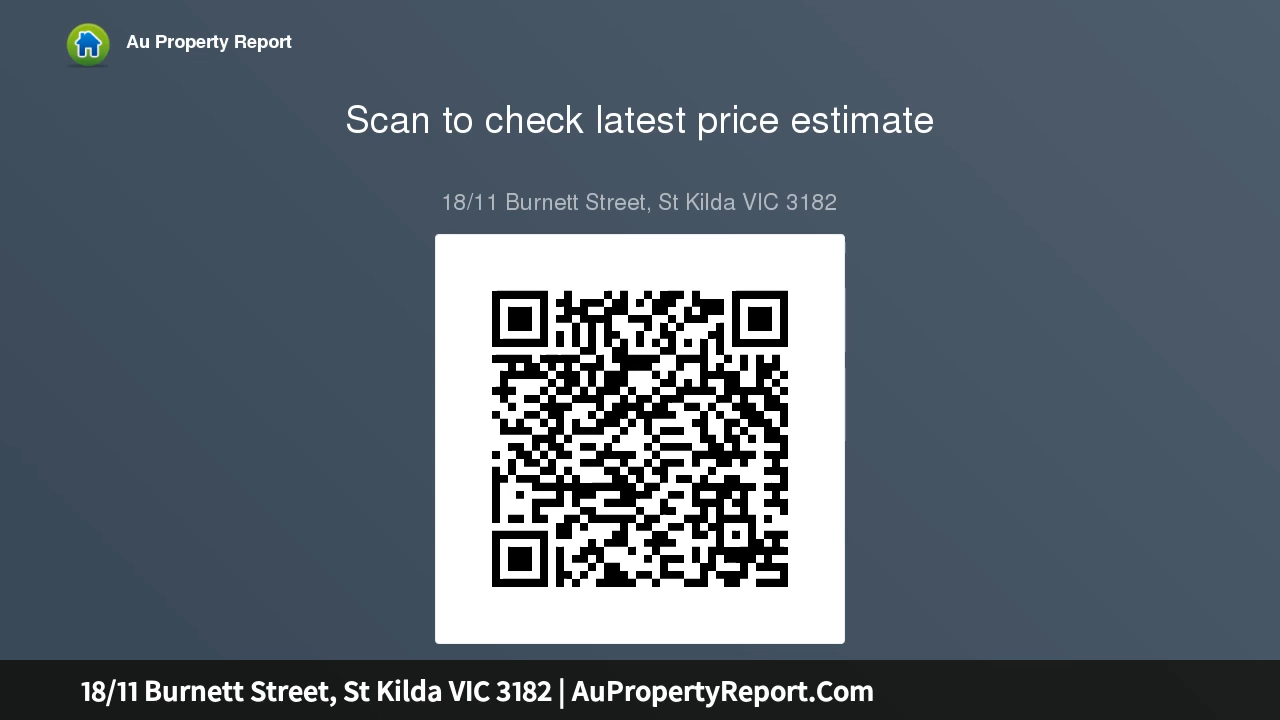 Au Property Report
Scan to check latest price estimate
18/11 Burnett Street, St Kilda VIC 3182
18/11 Burnett Street, St Kilda VIC 3182 | AuPropertyReport.Com